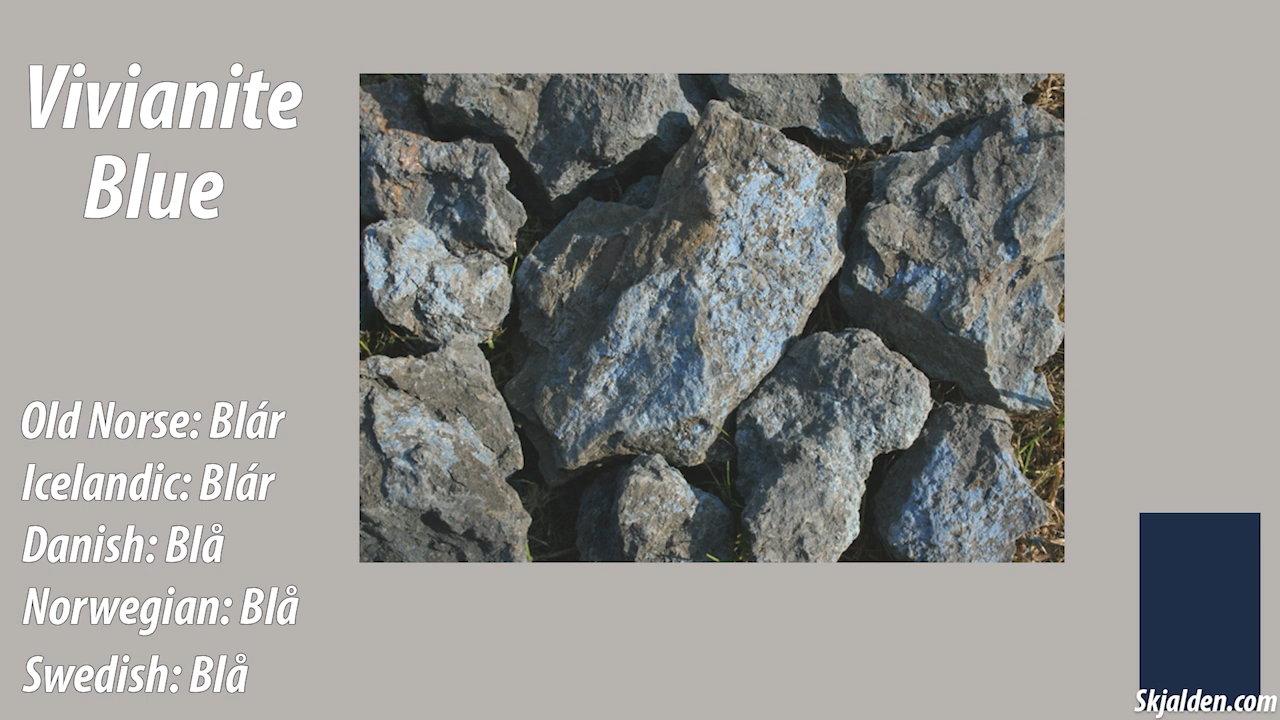 Vivianite
Blue
Old Norse: Blár
Icelandic: Blár
Danish: Blå
Norwegian: Blå
Swedish: Blå
Skjalden.com